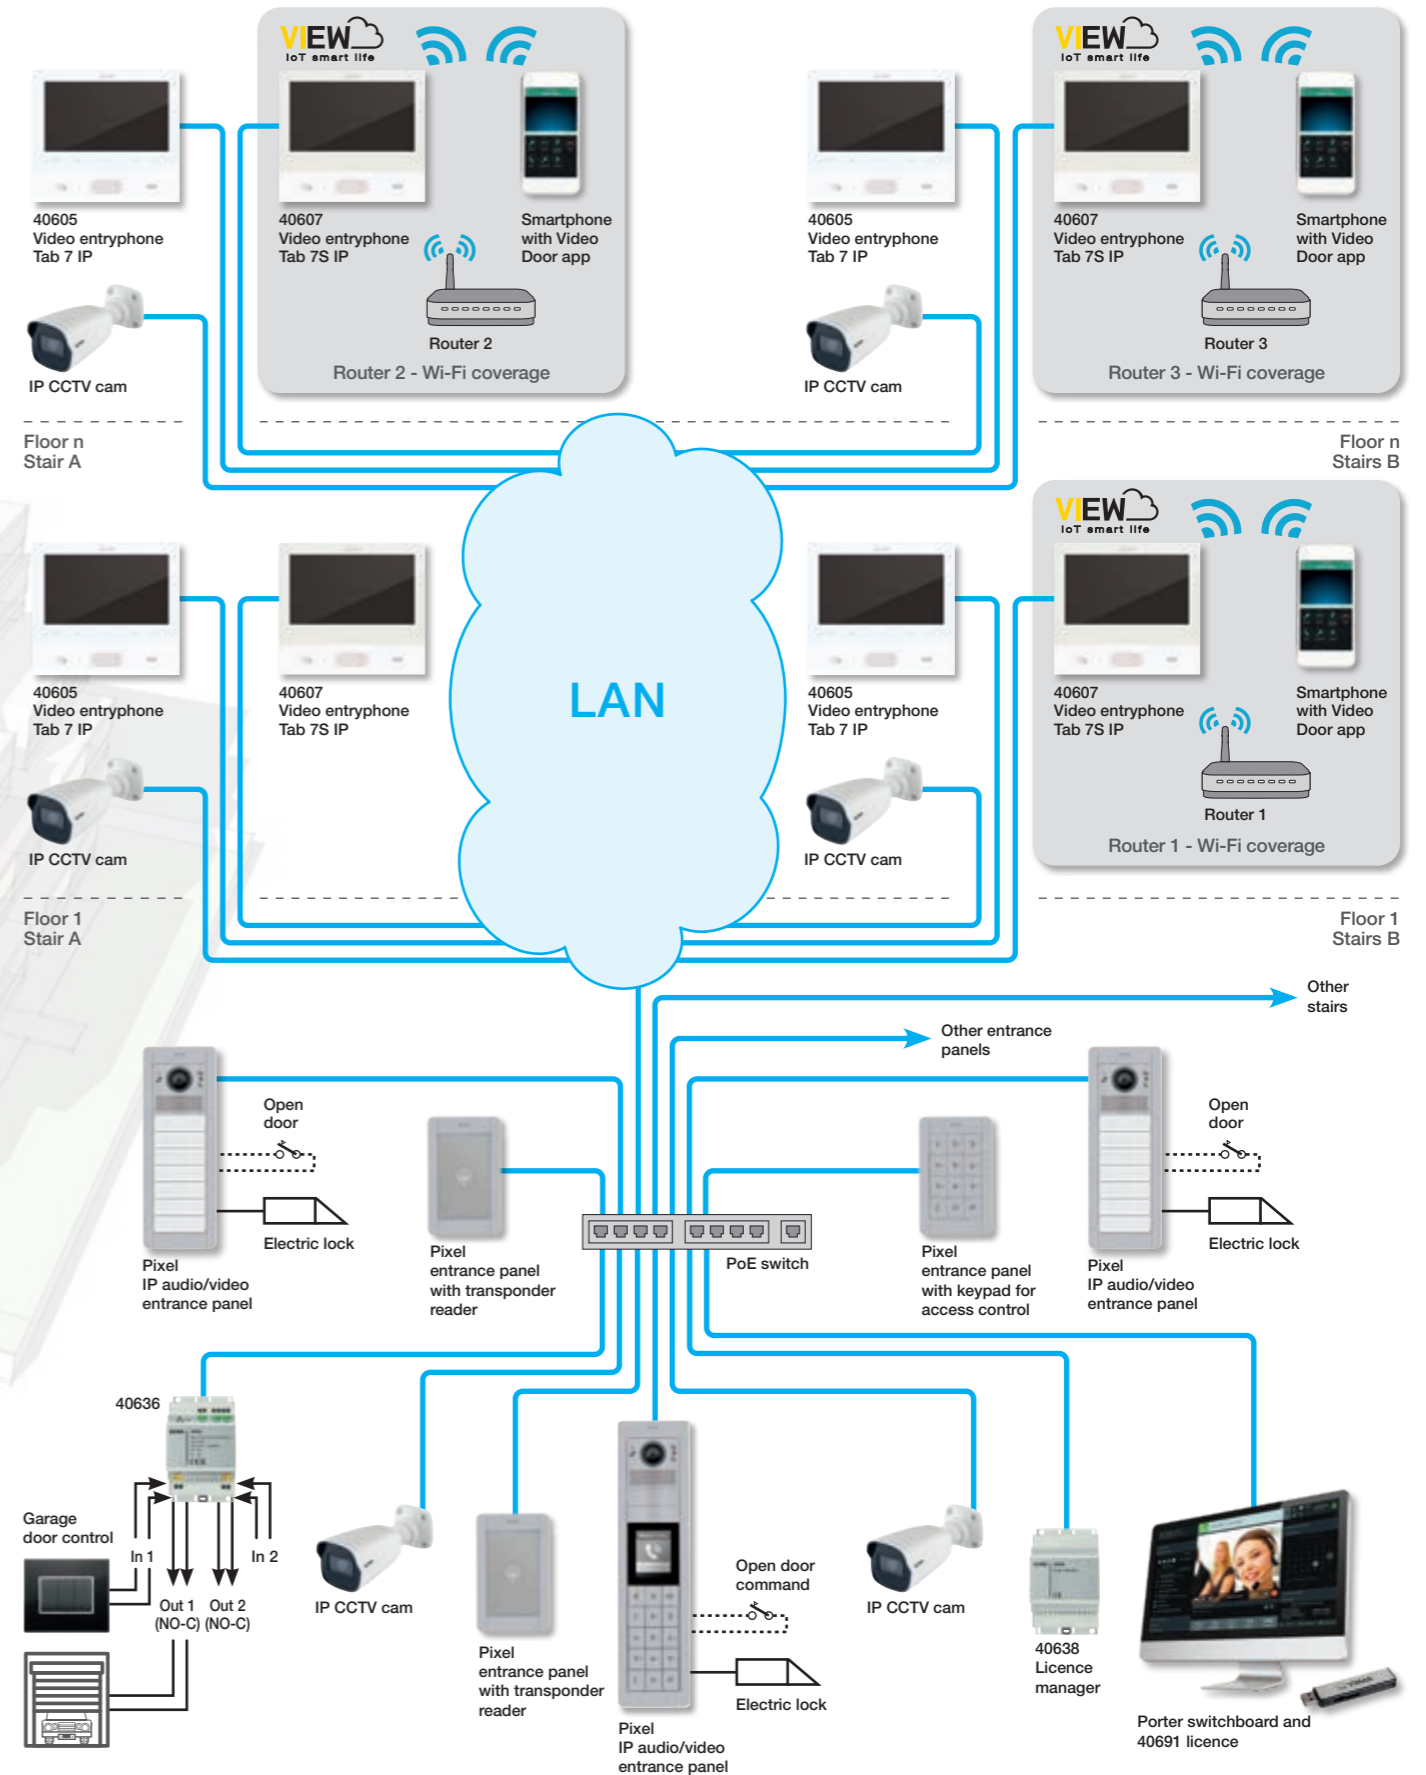 VIEW
IoT smart life
VIEW
IoT smart life
40605
Video entryphone
Tab 7 IP
40607
Video entryphone
Tab 7S IP
Smartphone
with Video
Door app
40605
Video entryphone
Tab 7 IP
40607
Video entryphone
Tab 7S IP
Smartphone
with Video
Door app
Router 2
Router 3
IP CCTV cam
Router 2 - Wi-Fi coverage
IP CCTV cam
Router 3 - Wi-Fi coverage
Floor n
Stair A
Floor n
Stairs B
VIEW
IoT smart life
LAN
40605
Video entryphone
Tab 7 IP
40607
Video entryphone
Tab 7S IP
40605
Video entryphone
Tab 7 IP
40607
Video entryphone
Tab 7S IP
Smartphone
with Video
Door app
Router 1
IP CCTV cam
IP CCTV cam
Router 1 - Wi-Fi coverage
Floor 1
Stair A
Floor 1
Stairs B
Other
stairs
Other entrance
panels
Open
door
Open
door
Electric lock
Electric lock
Pixel
IP audio/video
entrance panel
Pixel
entrance panel
with transponder
reader
PoE switch
Pixel
entrance panel
with keypad for
access control
Pixel
IP audio/video
entrance panel
40636
Garage
door control
In 1
In 2
Out 1
(NO-C)
Out 2
(NO-C)
IP CCTV cam
Pixel
entrance panel
with transponder
reader
Open door
command
Electric lock
Pixel
IP audio/video
entrance panel
IP CCTV cam
40638
Licence
manager
VIMAR
Porter switchboard and
40691 licence